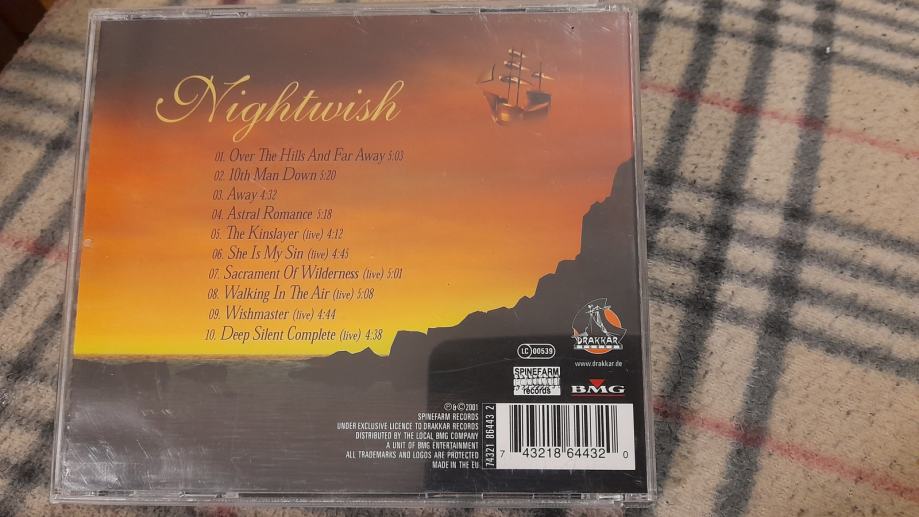 Nightwish
01. Over The Hills And Far Away 5:03
02. 10th Man Down 5:20
03. Away 4:32
04. Astral Romance 5:18
05. The Kinslayer (live) 4:12
06. She Is My Sin (live) 4:45
07. Sacrament Of Wilderness (live) 5:01
08. Walking In The Air (live) 5:08
09. Wishmaster (live) 4:44
10. Deep Silent Complete (live) 4:38
DRAKKAR
RECORDS
www.drakkar.de
LC 00539
SPINEFARM
records
BMG
℗&©2001
SPINEFARM RECORDS
UNDER EXCLUSIVE LICENCE TO DRAKKAR RECORDS
DISTRIBUTED BY THE LOCAL BMG COMPANY
A UNIT OF BMG ENTERTAINMENT
ALL TRADEMARKS AND LOGOS ARE PROTECTED
MADE IN THE EU
74321 86443 2
7 43218 64432 0